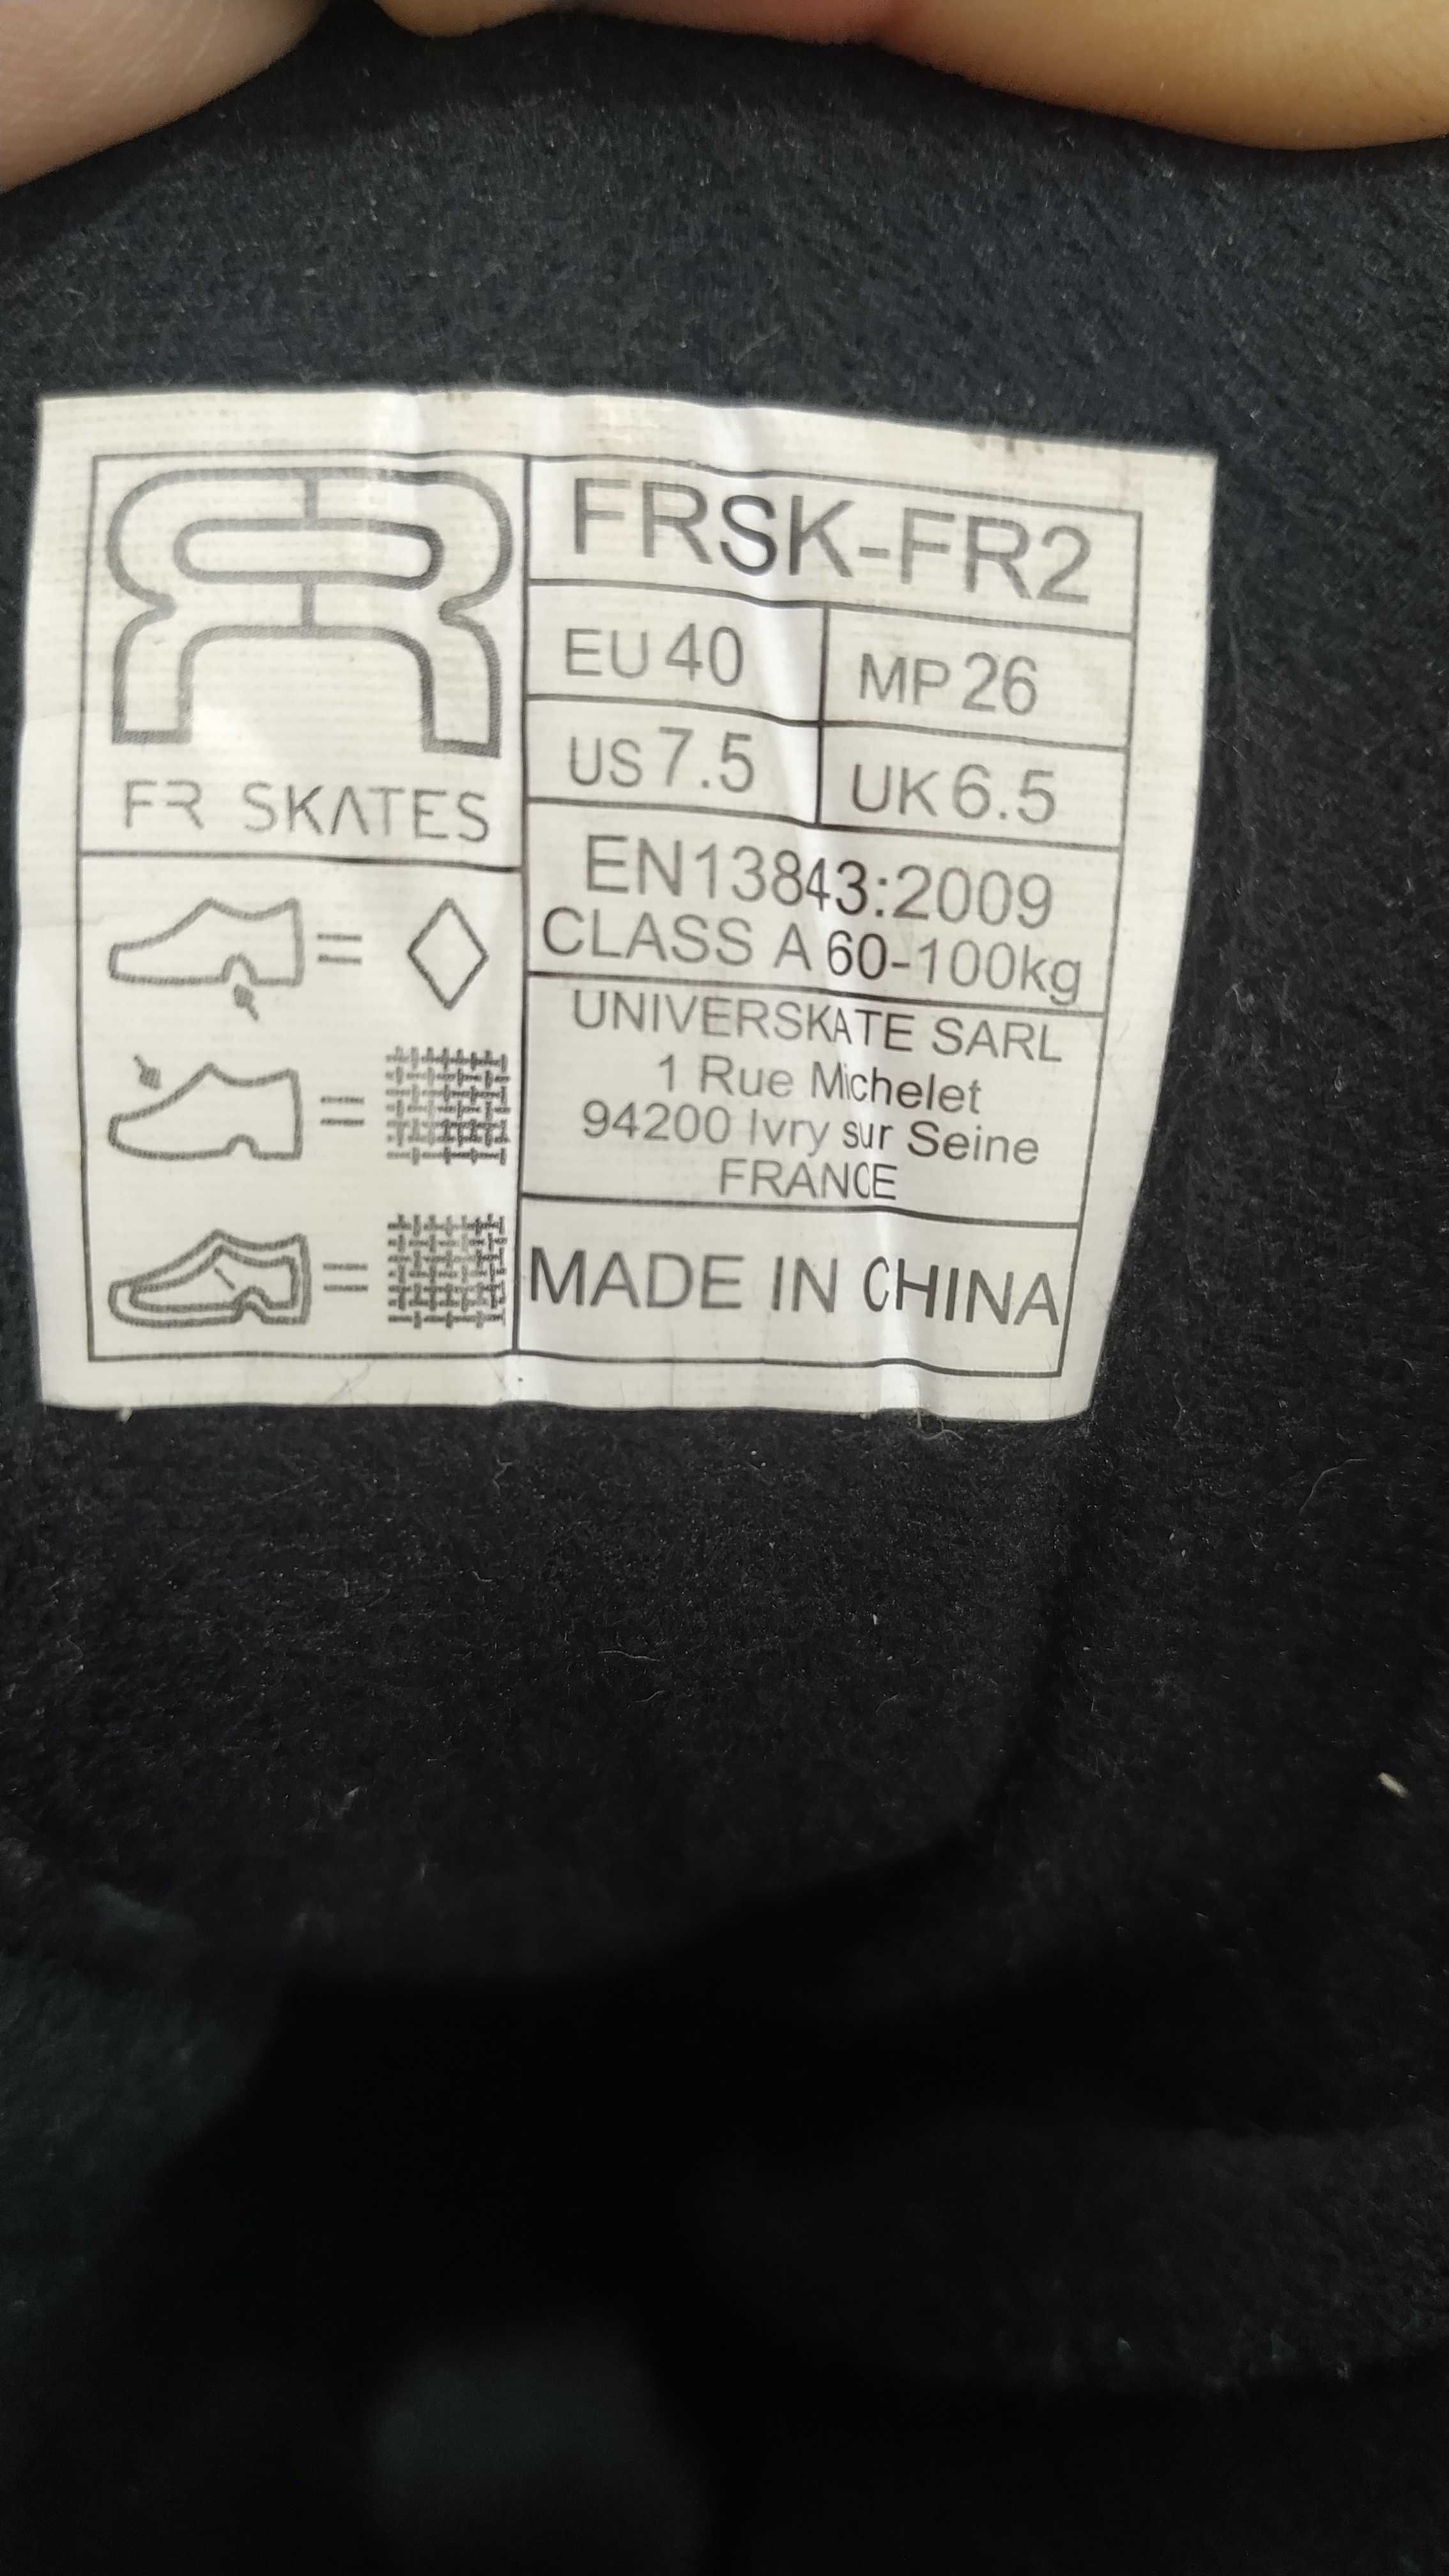 FR SKATES
FRSK-FR2
EU 40
MP 26
US 7.5
UK 6.5
EN13843:2009
CLASS A 60-100kg
UNIVERSKATE SARL
1 Rue Michelet
94200 Ivry sur Seine
FRANCE
MADE IN CHINA